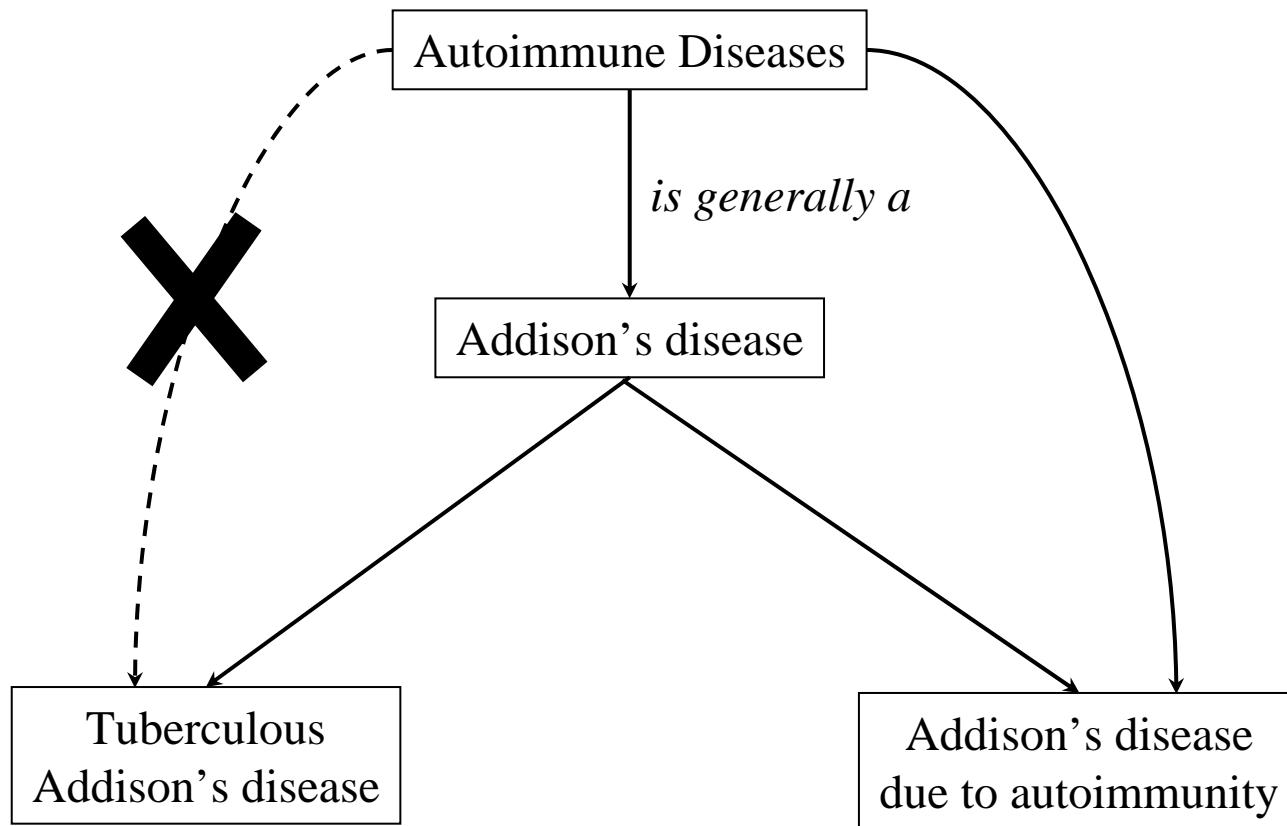 Autoimmune Diseases
is generally a
Addison’s disease
Tuberculous
Addison’s disease
Addison’s disease
due to autoimmunity